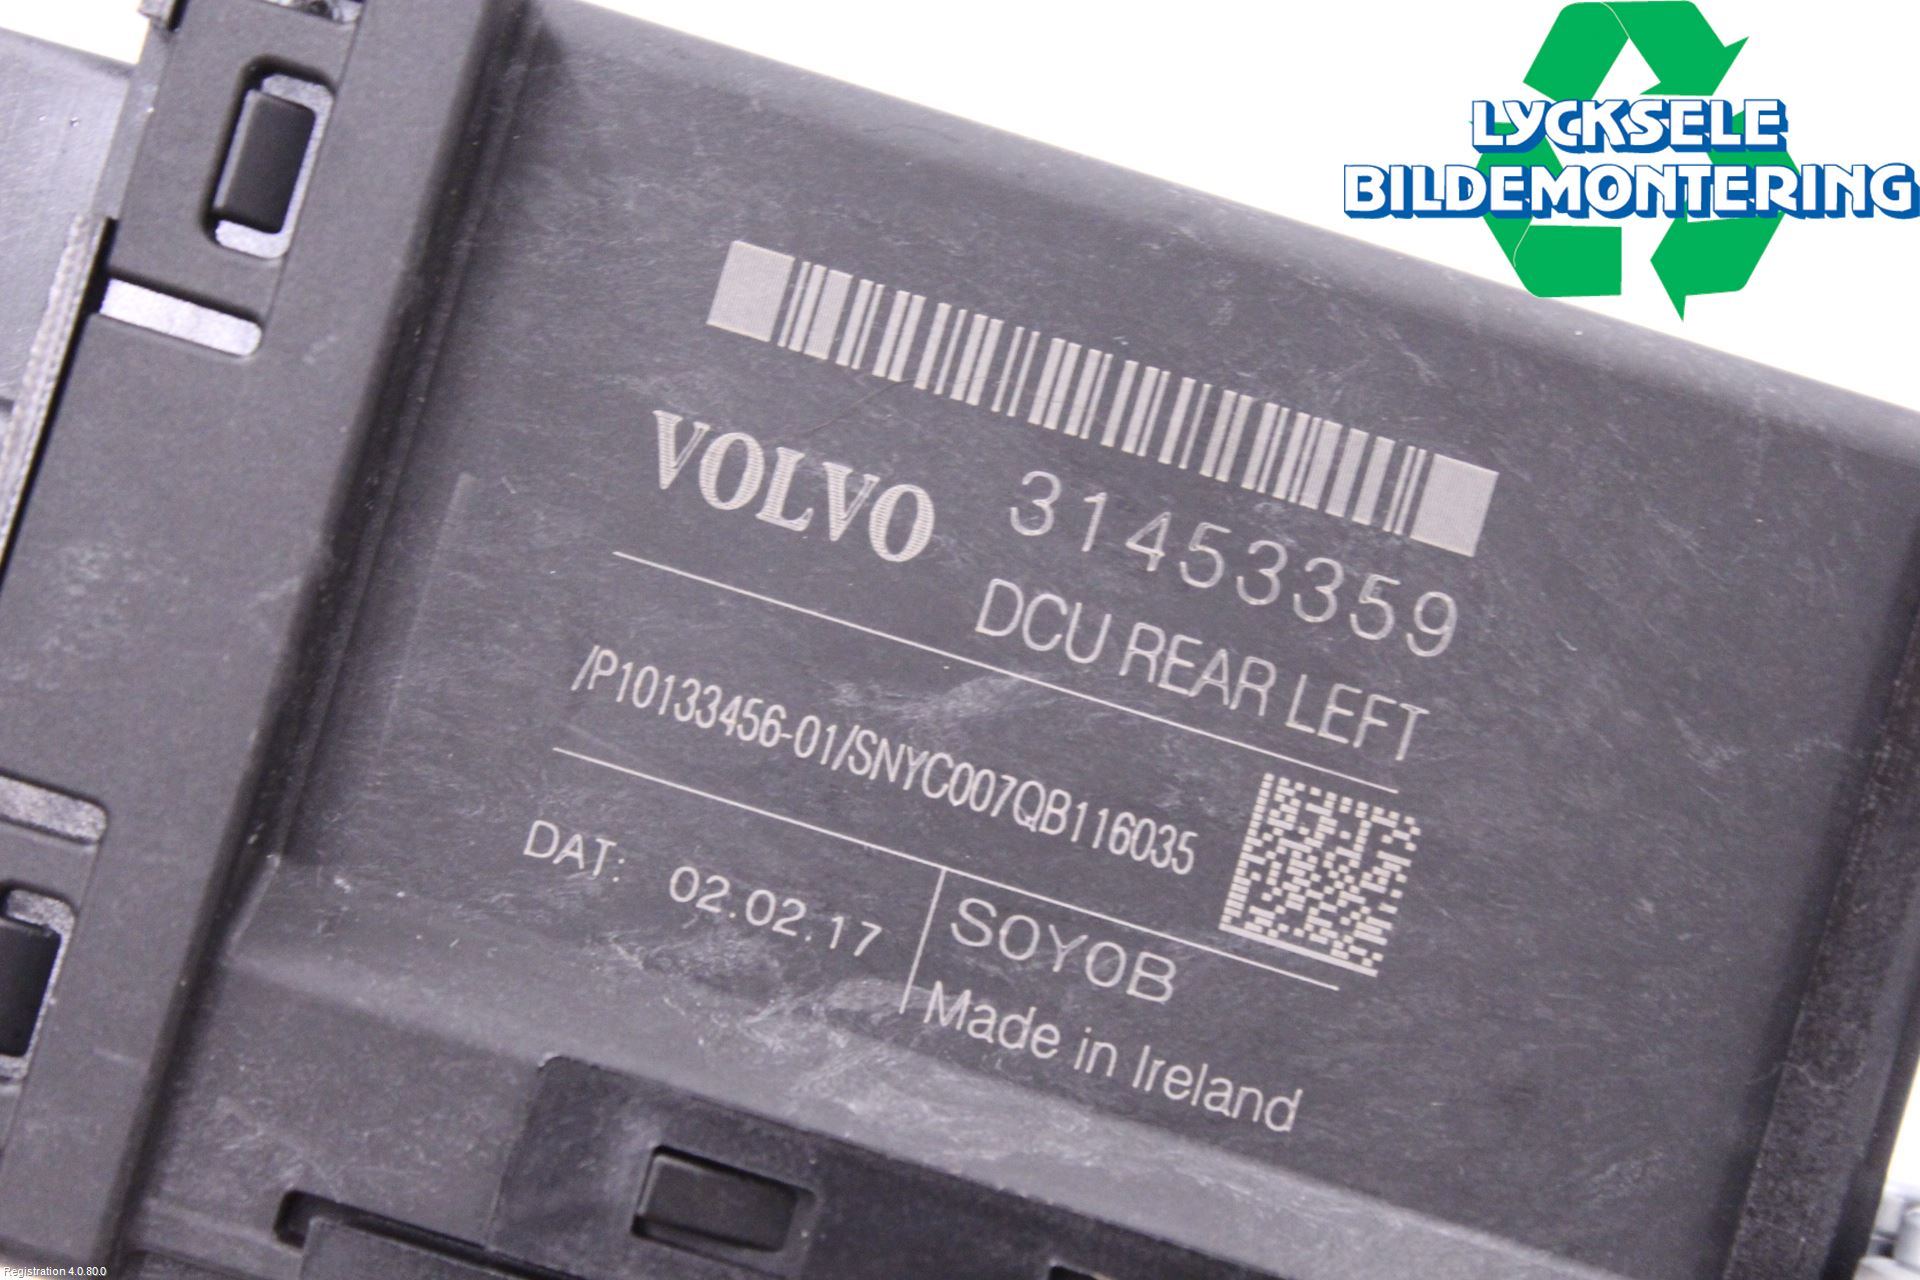 LYCKSELE
BILDEMONTERING
VOLVO 31453359
DCU REAR LEFT
/P10133456-01/SNYC007QB116035
DAT: 02.02.17
SOYOB
Made in Ireland
Registration 4.0.80.0